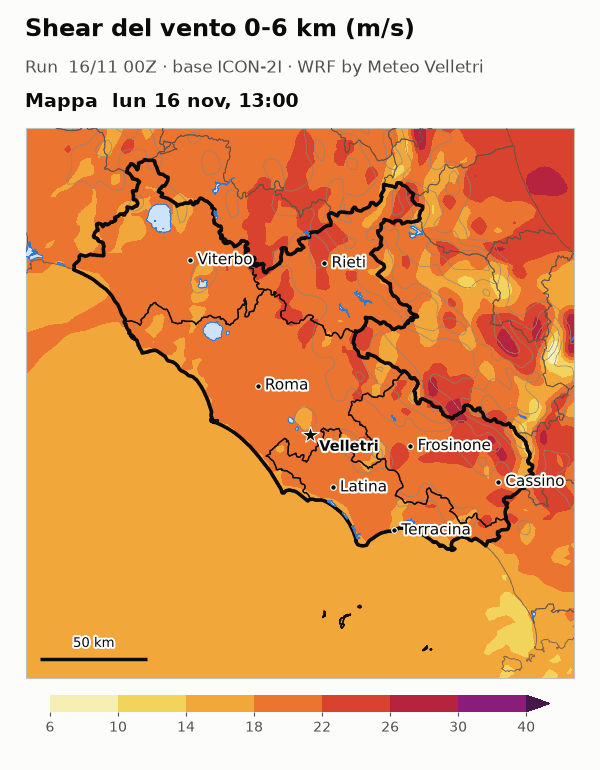 Shear del vento 0-6 km (m/s)
Run  16/11 00Z · base ICON-2I · WRF by Meteo Velletri
Mappa  lun 16 nov, 13:00
Viterbo
Rieti
Roma
Velletri
Frosinone
Latina
Cassino
Terracina
50 km
6 10 14 18 22 26 30 40